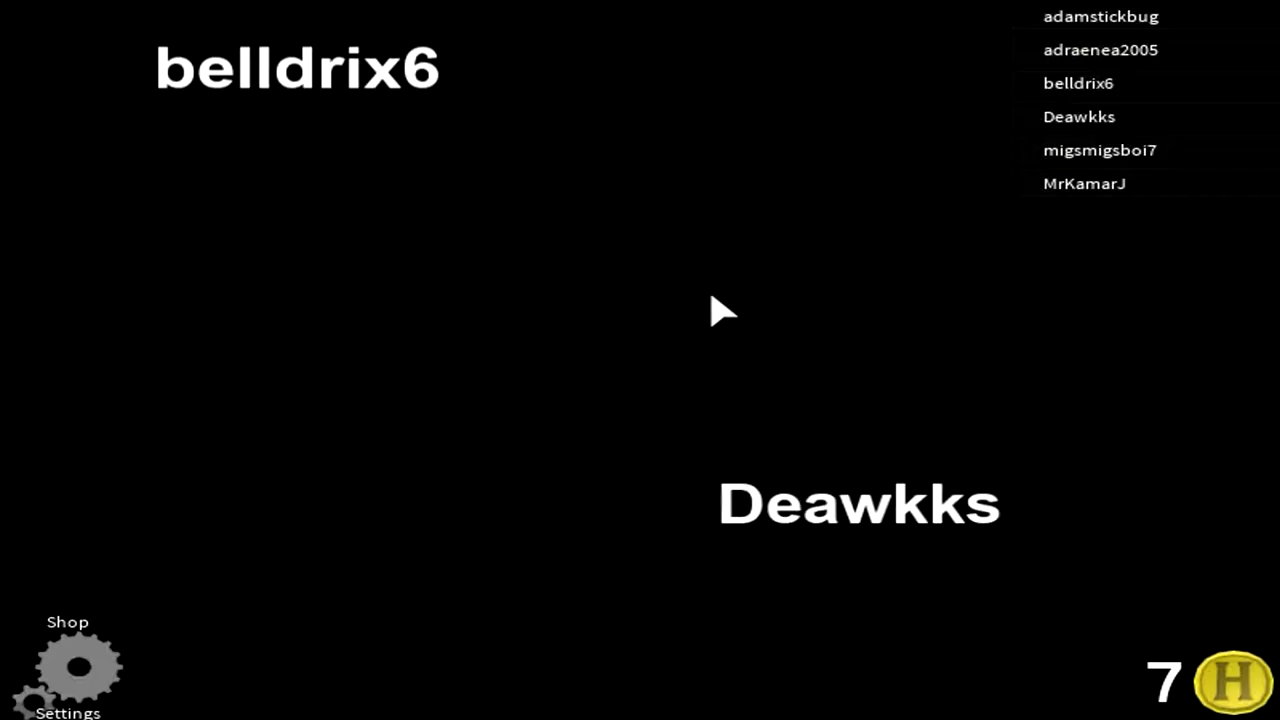 adamstickbug
adraenea2005
belldrix6
Deawkks
migsmigsboi7
MrKamarJ
belldrix6
Deawkks
Shop
Settings
7
H